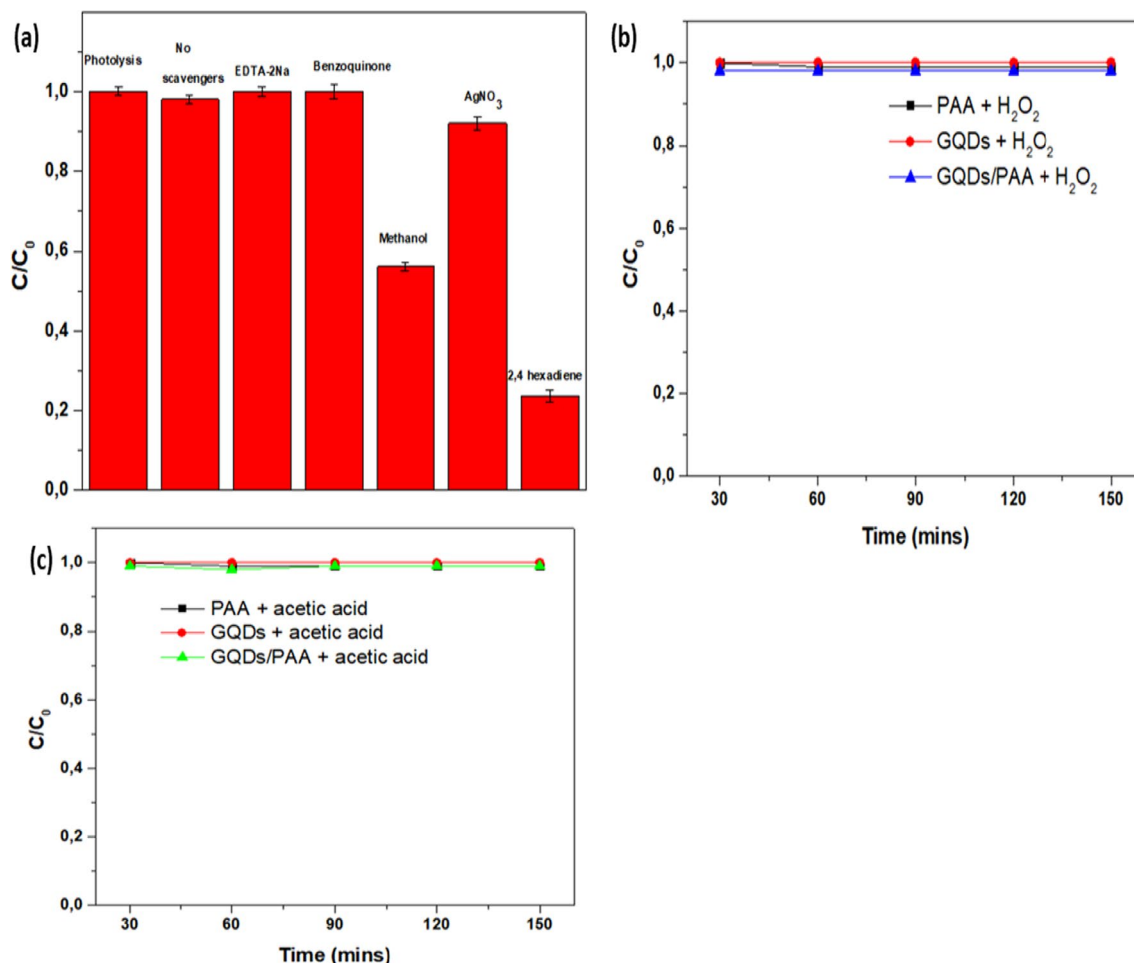 (a)
Photolysis
No
scavengers
EDTA-2Na
Benzoquinone
AgNO₃
Methanol
2,4 hexadiene
C/C₀
1,0
0,8
0,6
0,4
0,2
0,0
(b)
PAA + H₂O₂
GQDs + H₂O₂
GQDs/PAA + H₂O₂
C/C₀
1,0
0,8
0,6
0,4
0,2
0,0
30 60 90 120 150
Time (mins)
(c)
PAA + acetic acid
GQDs + acetic acid
GQDs/PAA + acetic acid
C/C₀
1,0
0,8
0,6
0,4
0,2
0,0
30 60 90 120 150
Time (mins)